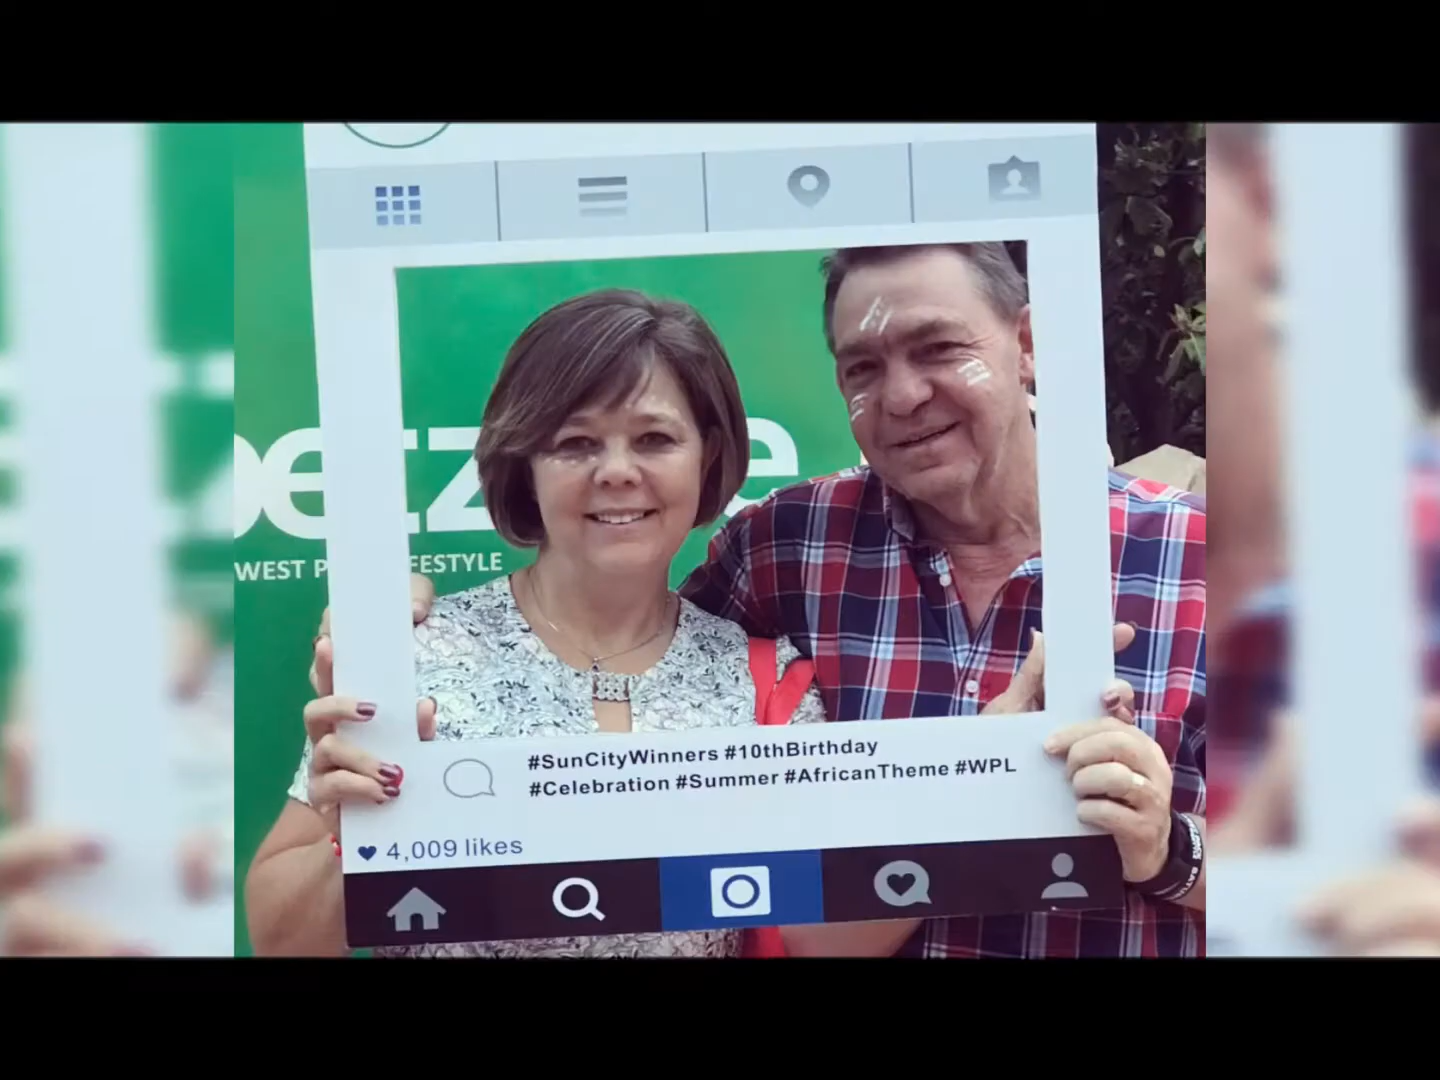 WEST P
FESTYLE
#SunCityWinners #10thBirthday
#Celebration #Summer #AfricanTheme #WPL
4,009 likes